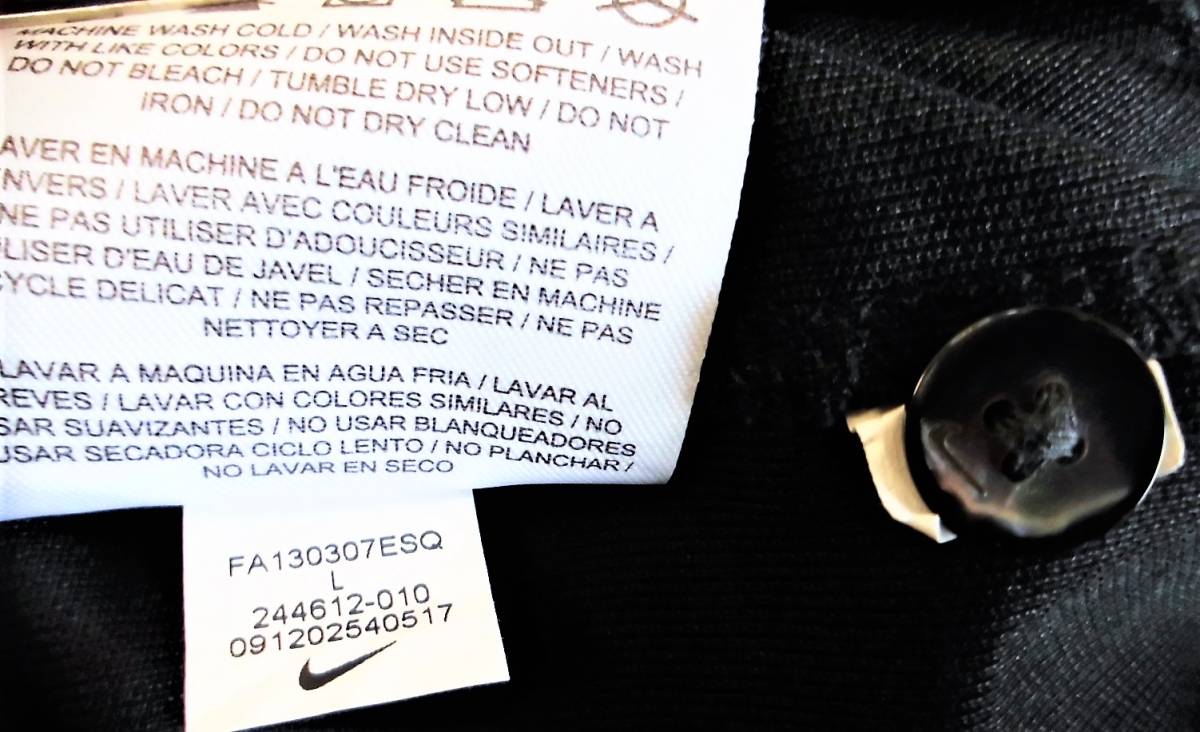 MACHINE WASH COLD / WASH INSIDE OUT / WASH
WITH LIKE COLORS / DO NOT USE SOFTENERS /
DO NOT BLEACH / TUMBLE DRY LOW / DO NOT
IRON / DO NOT DRY CLEAN
AVER EN MACHINE A L'EAU FROIDE / LAVER A
NVERS / LAVER AVEC COULEURS SIMILAIRES /
NE PAS UTILISER D'ADOUCISSEUR / NE PAS
LISER D'EAU DE JAVEL / SECHER EN MACHINE
CYCLE DELICAT / NE PAS REPASSER / NE PAS
NETTOYER A SEC
LAVAR A MAQUINA EN AGUA FRIA / LAVAR AL
REVES / LAVAR CON COLORES SIMILARES / NO
SAR SUAVIZANTES / NO USAR BLANQUEADORES
USAR SECADORA CICLO LENTO / NO PLANCHAR /
NO LAVAR EN SECO
FA130307ESQ
L
244612-010
091202540517